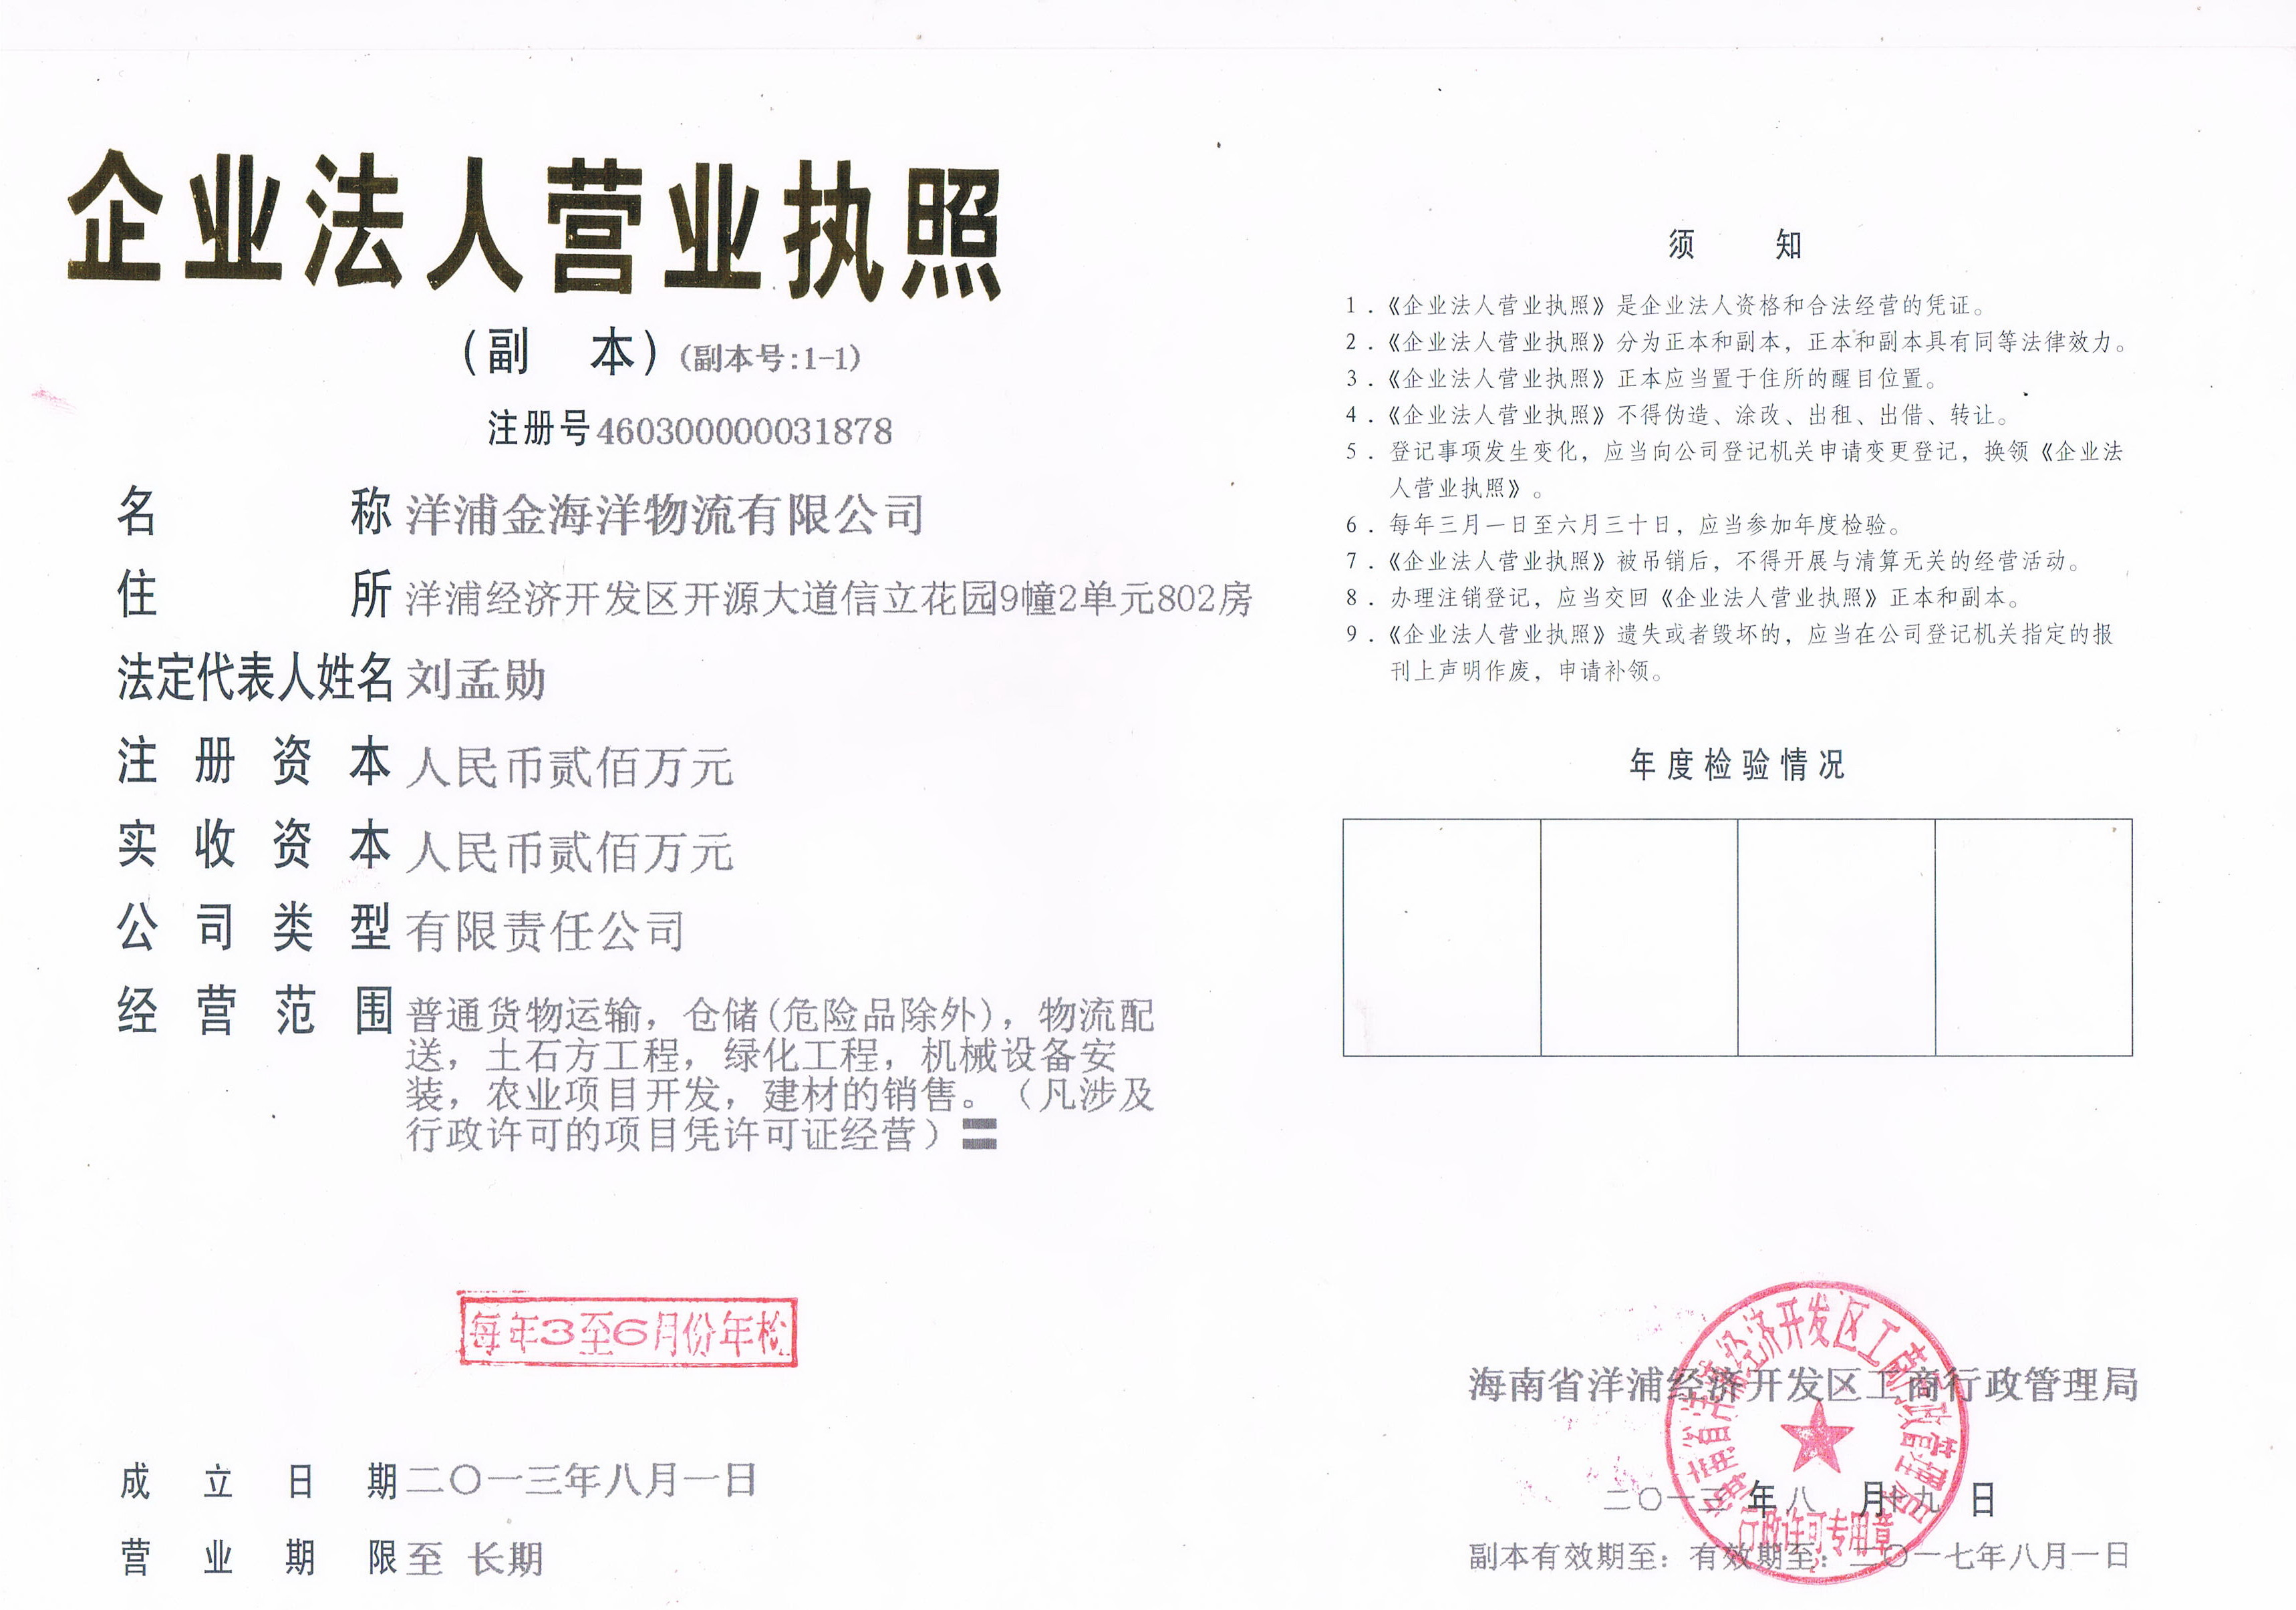 企业法人营业执照
(副 本) (副本号:1-1)
注册号460300000031878
名称 洋浦金海洋物流有限公司
住所 洋浦经济开发区开源大道信立花园9幢2单元802房
法定代表人姓名 刘孟勋
注册资本 人民币贰佰万元
实收资本 人民币贰佰万元
公司类型 有限责任公司
经营范围 普通货物运输，仓储(危险品除外)，物流配
送，土石方工程，绿化工程，机械设备安
装，农业项目开发，建材的销售。（凡涉及
行政许可的项目凭许可证经营）
每年3至6月份年检
成立日期 二〇一三年八月一日
营业期限 至 长期
须知
1．《企业法人营业执照》是企业法人资格和合法经营的凭证。
2．《企业法人营业执照》分为正本和副本，正本和副本具有同等法律效力。
3．《企业法人营业执照》正本应当置于住所的醒目位置。
4．《企业法人营业执照》不得伪造、涂改、出租、出借、转让。
5．登记事项发生变化，应当向公司登记机关申请变更登记，换领《企业法
人营业执照》。
6．每年三月一日至六月三十日，应当参加年度检验。
7．《企业法人营业执照》被吊销后，不得开展与清算无关的经营活动。
8．办理注销登记，应当交回《企业法人营业执照》正本和副本。
9．《企业法人营业执照》遗失或者毁坏的，应当在公司登记机关指定的报
刊上声明作废，申请补领。
年度检验情况
海南省洋浦经济开发区工商行政管理局
海南省洋浦经济开发区工商行政管理局
行政许可专用章
二〇一三年八月 九日
副本有效期至：有效期至：二〇一七年八月一日